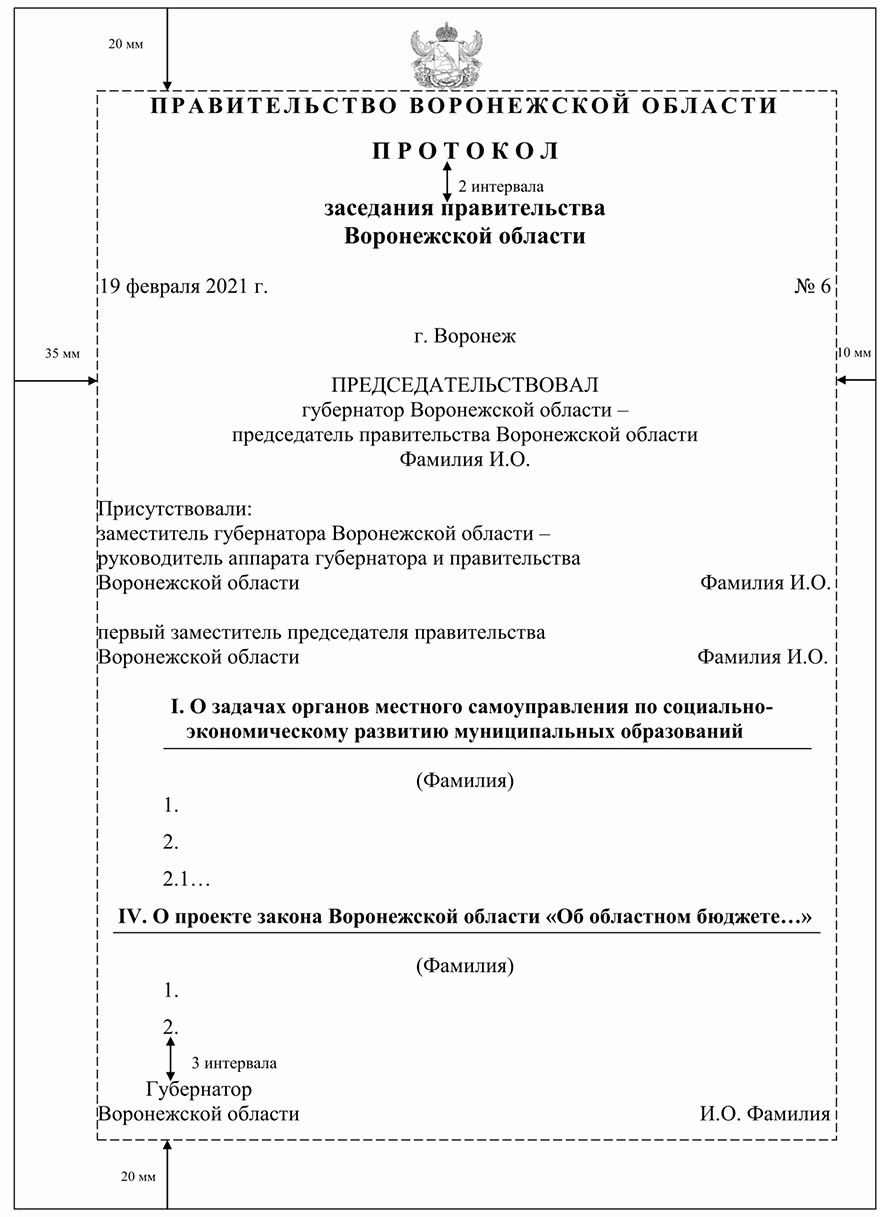 20 мм
ПРАВИТЕЛЬСТВО ВОРОНЕЖСКОЙ ОБЛАСТИ
ПРОТОКОЛ
2 интервала
заседания правительства
Воронежской области
19 февраля 2021 г. № 6
г. Воронеж
35 мм
10 мм
ПРЕДСЕДАТЕЛЬСТВОВАЛ
губернатор Воронежской области –
председатель правительства Воронежской области
Фамилия И.О.
Присутствовали:
заместитель губернатора Воронежской области –
руководитель аппарата губернатора и правительства
Воронежской области Фамилия И.О.
первый заместитель председателя правительства
Воронежской области Фамилия И.О.
I. О задачах органов местного самоуправления по социально-
экономическому развитию муниципальных образований
(Фамилия)
1.
2.
2.1…
IV. О проекте закона Воронежской области «Об областном бюджете…»
(Фамилия)
1.
2.
3 интервала
Губернатор
Воронежской области И.О. Фамилия
20 мм